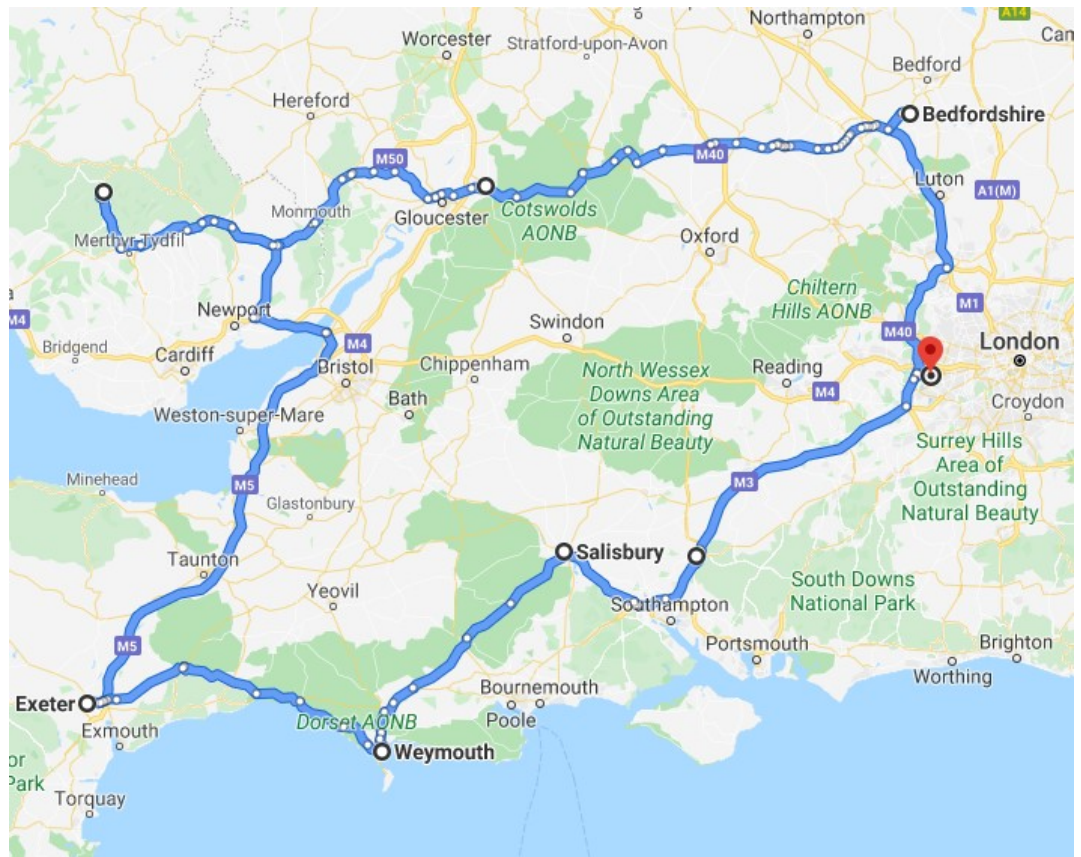 A14
Northampton
Cam
Worcester
Stratford-upon-Avon
Bedford
Hereford
Bedfordshire
M50
M40
Luton
A1(M)
Gloucester
Monmouth
Cotswolds
AONB
Merthyr Tydfil
Oxford
Chiltern
Hills AONB
M1
Newport
M4
Swindon
M40
London
Bridgend
Cardiff
M4
Bristol
Chippenham
North Wessex
Downs Area
of Outstanding
Natural Beauty
Reading
M4
Bath
Croydon
Weston-super-Mare
Surrey Hills
Area of
Outstanding
Natural Beauty
Minehead
M5
Glastonbury
M3
Taunton
Salisbury
Yeovil
South Downs
National Park
Southampton
M5
Portsmouth
Brighton
Worthing
Exeter
Bournemouth
Poole
Dorset AONB
Exmouth
Weymouth
or
Park
Torquay